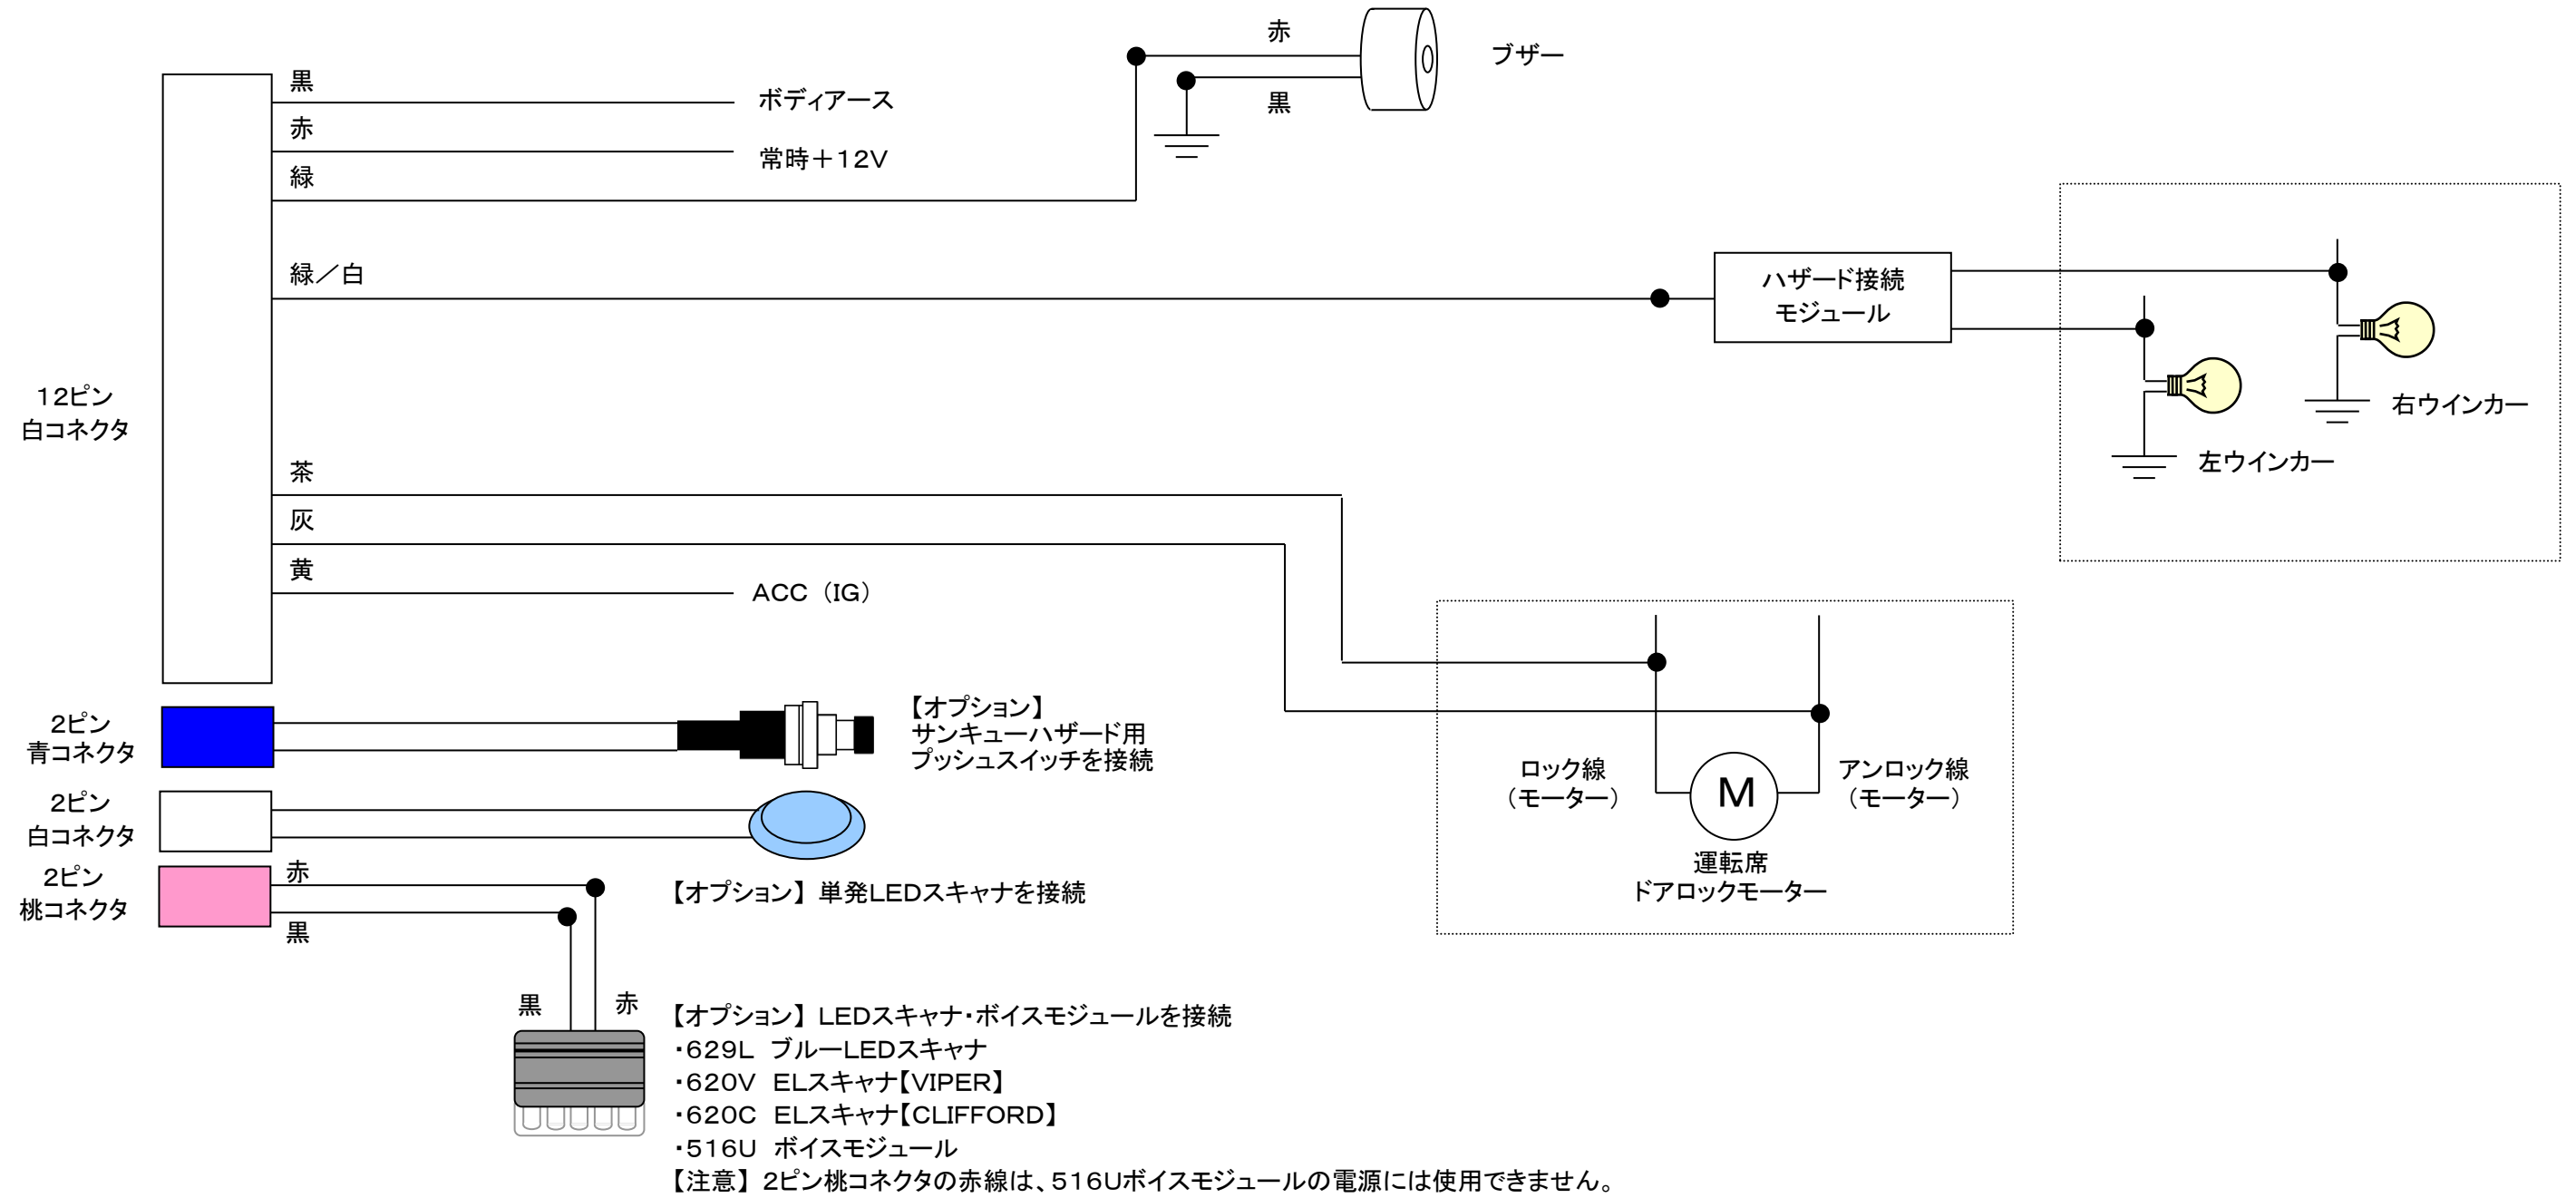 赤
ブザー
黒
黒
ボディアース
赤
常時＋12V
緑
緑／白
ハザード接続
モジュール
右ウインカー
左ウインカー
12ピン
白コネクタ
茶
灰
黄
ACC（IG）
2ピン
青コネクタ
【オプション】
サンキューハザード用
プッシュスイッチを接続
ロック線
（モーター）
M
アンロック線
（モーター）
運転席
ドアロックモーター
2ピン
白コネクタ
2ピン
桃コネクタ
赤
黒
【オプション】単発LEDスキャナを接続
黒
赤
【オプション】LEDスキャナ・ボイスモジュールを接続
・629L ブルーLEDスキャナ
・620V ELスキャナ【VIPER】
・620C ELスキャナ【CLIFFORD】
・516U ボイスモジュール
【注意】2ピン桃コネクタの赤線は、516Uボイスモジュールの電源には使用できません。